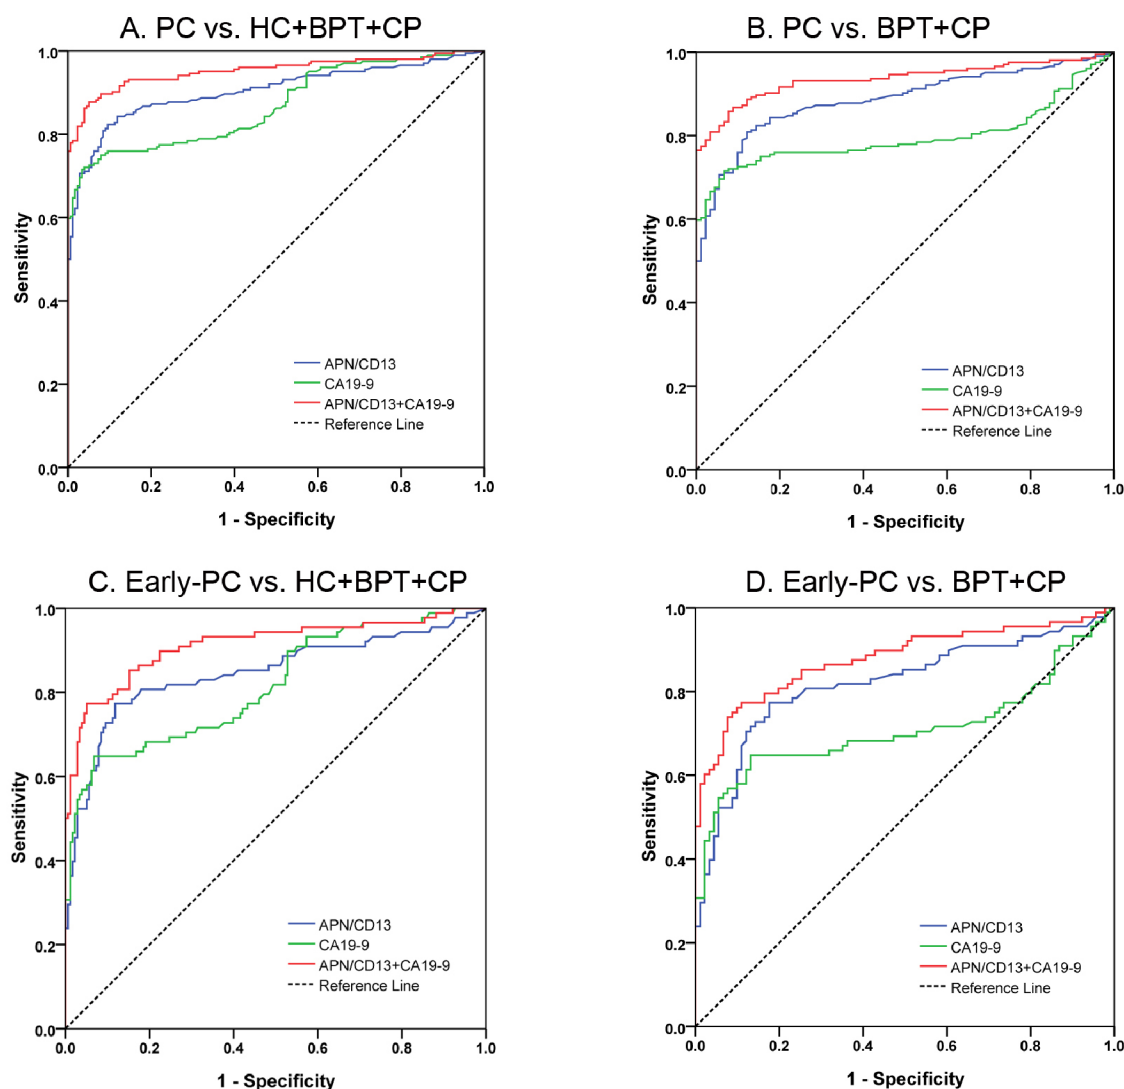 A. PC vs. HC+BPT+CP
1.0
0.8
0.6
0.4
0.2
0.0
Sensitivity
APN/CD13
CA19-9
APN/CD13+CA19-9
Reference Line
0.0 0.2 0.4 0.6 0.8 1.0
1 - Specificity
B. PC vs. BPT+CP
1.0
0.8
0.6
0.4
0.2
0.0
Sensitivity
APN/CD13
CA19-9
APN/CD13+CA19-9
Reference Line
0.0 0.2 0.4 0.6 0.8 1.0
1 - Specificity
C. Early-PC vs. HC+BPT+CP
1.0
0.8
0.6
0.4
0.2
0.0
Sensitivity
APN/CD13
CA19-9
APN/CD13+CA19-9
Reference Line
0.0 0.2 0.4 0.6 0.8 1.0
1 - Specificity
D. Early-PC vs. BPT+CP
1.0
0.8
0.6
0.4
0.2
0.0
Sensitivity
APN/CD13
CA19-9
APN/CD13+CA19-9
Reference Line
0.0 0.2 0.4 0.6 0.8 1.0
1 - Specificity